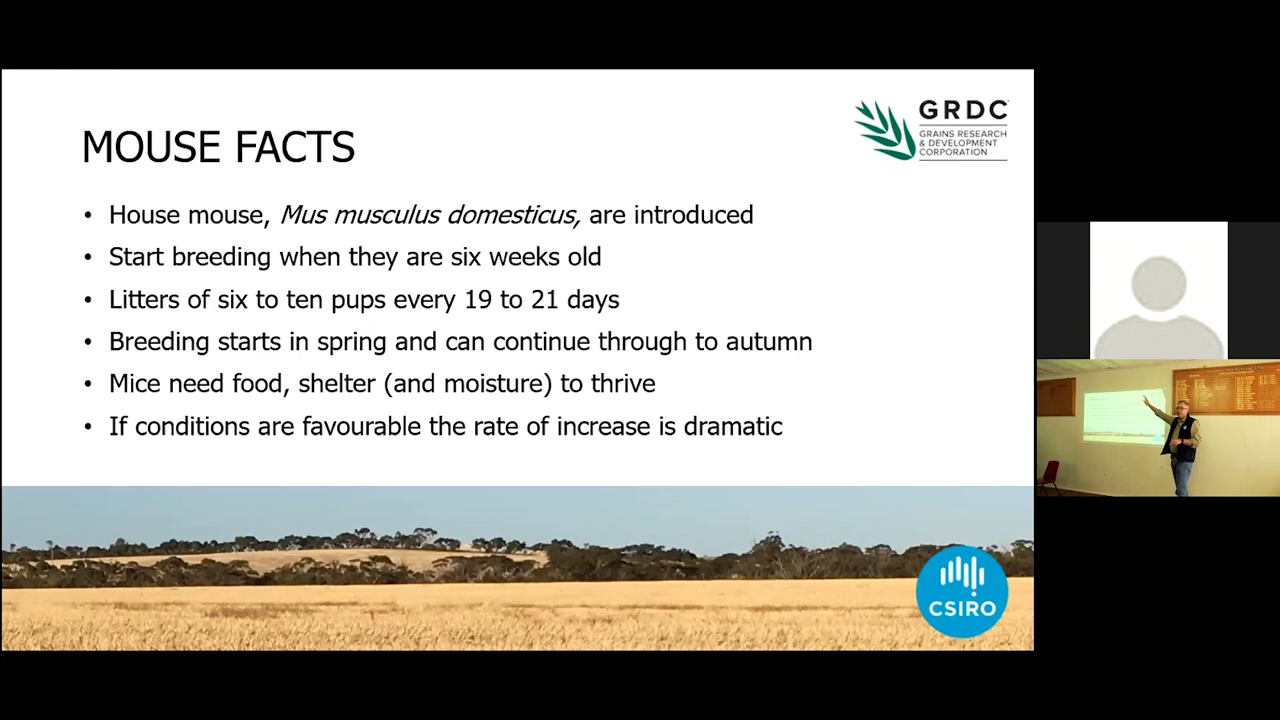 MOUSE FACTS
GRDC
GRAINS RESEARCH
& DEVELOPMENT
CORPORATION
• House mouse, Mus musculus domesticus, are introduced
• Start breeding when they are six weeks old
• Litters of six to ten pups every 19 to 21 days
• Breeding starts in spring and can continue through to autumn
• Mice need food, shelter (and moisture) to thrive
• If conditions are favourable the rate of increase is dramatic
CSIRO